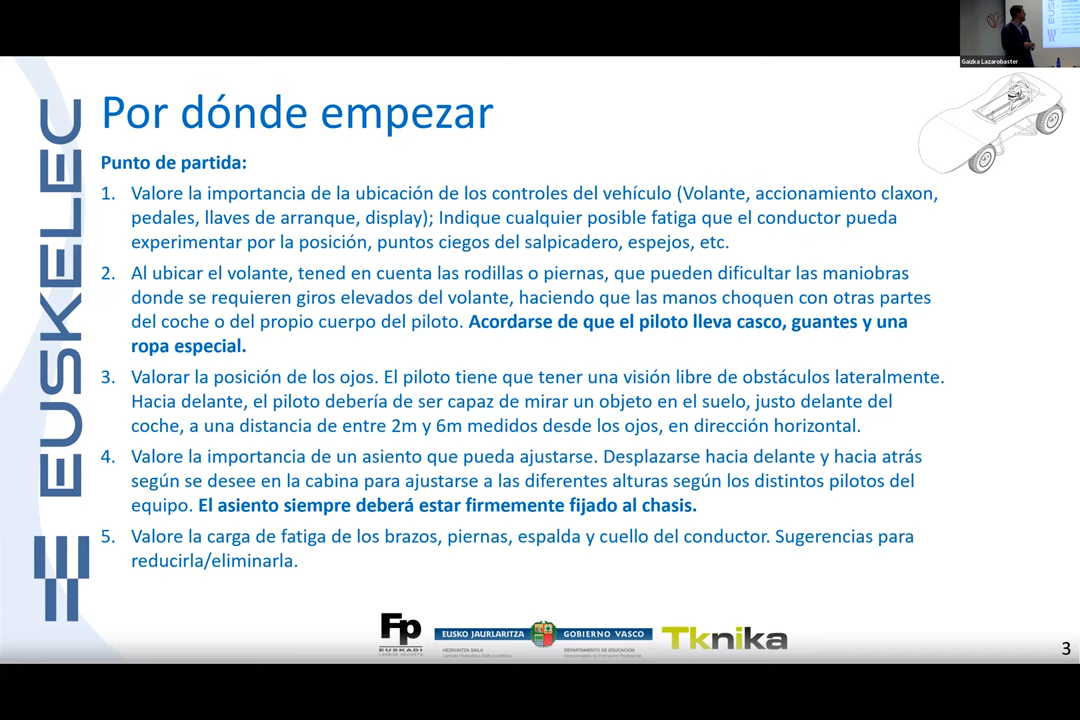 Gaizka Lazarobaster
EUSKELEC
Por dónde empezar
Punto de partida:
1. Valore la importancia de la ubicación de los controles del vehículo (Volante, accionamiento claxon,
pedales, llaves de arranque, display); Indique cualquier posible fatiga que el conductor pueda
experimentar por la posición, puntos ciegos del salpicadero, espejos, etc.
2. Al ubicar el volante, tened en cuenta las rodillas o piernas, que pueden dificultar las maniobras
donde se requieren giros elevados del volante, haciendo que las manos choquen con otras partes
del coche o del propio cuerpo del piloto. Acordarse de que el piloto lleva casco, guantes y una
ropa especial.
3. Valorar la posición de los ojos. El piloto tiene que tener una visión libre de obstáculos lateralmente.
Hacia delante, el piloto debería de ser capaz de mirar un objeto en el suelo, justo delante del
coche, a una distancia de entre 2m y 6m medidos desde los ojos, en dirección horizontal.
4. Valore la importancia de un asiento que pueda ajustarse. Desplazarse hacia delante y hacia atrás
según se desee en la cabina para ajustarse a las diferentes alturas según los distintos pilotos del
equipo. El asiento siempre deberá estar firmemente fijado al chasis.
5. Valore la carga de fatiga de los brazos, piernas, espalda y cuello del conductor. Sugerencias para
reducirla/eliminarla.
Fp
EUSKADI
LANBIDE HEZIKETA
EUSKO JAURLARITZA GOBIERNO VASCO
HEZKUNTZA SAILA
DEPARTAMENTO DE EDUCACIÓN
Tknika
3